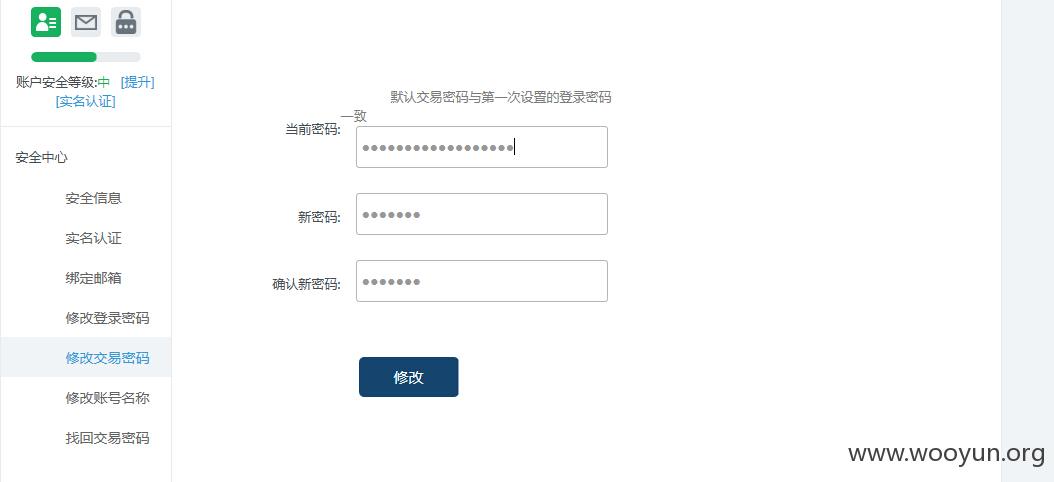 账户安全等级:中 [提升]
[实名认证]
安全中心
安全信息
实名认证
绑定邮箱
修改登录密码
修改交易密码
修改账号名称
找回交易密码
默认交易密码与第一次设置的登录密码
一致
当前密码:
新密码:
确认新密码:
修改
www.wooyun.org